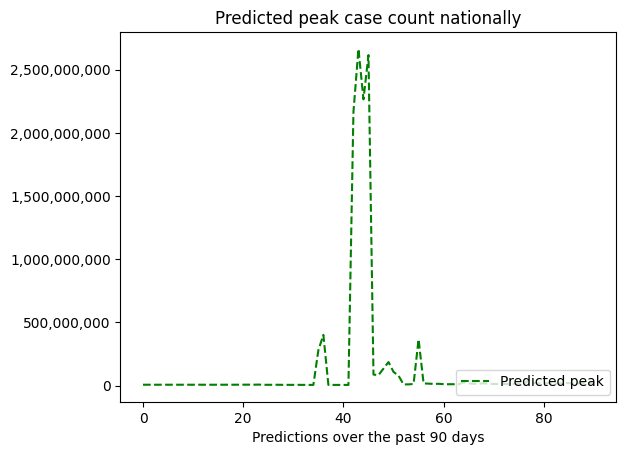 Predicted peak case count nationally
2,500,000,000
2,000,000,000
1,500,000,000
1,000,000,000
500,000,000
0
Predicted peak
0 20 40 60 80
Predictions over the past 90 days